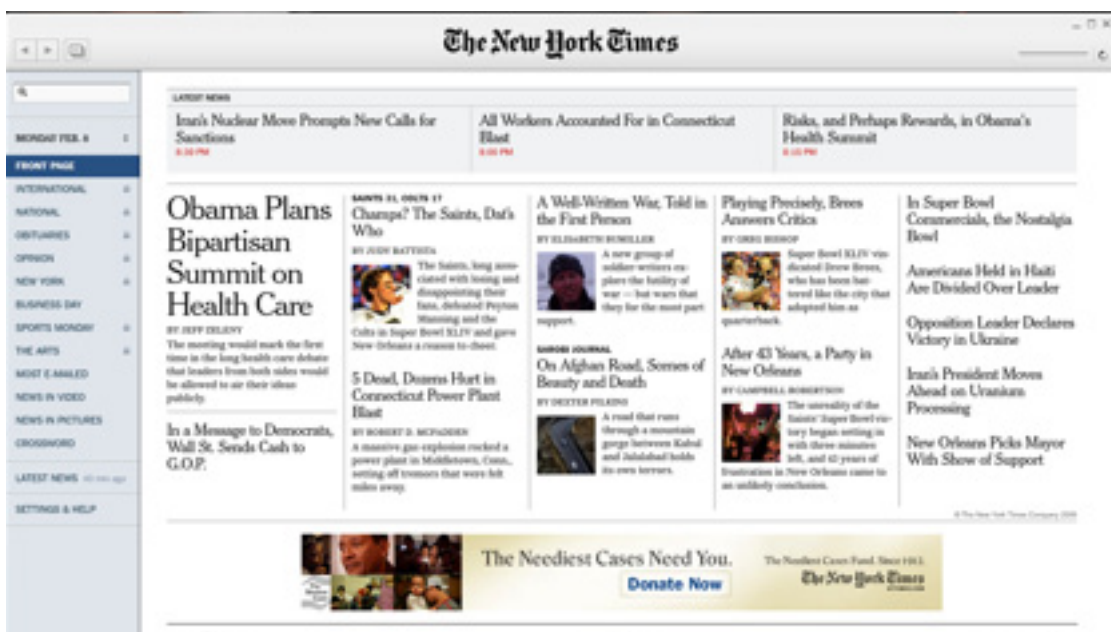 The New York Times
LATEST NEWS
Iran's Nuclear Move Prompts New Calls for
Sanctions
8:30 PM
All Workers Accounted For in Connecticut
Blast
Risks, and Perhaps Rewards, in Obama's
Health Summit
MONDAY FEB. 8
FRONT PAGE
INTERNATIONAL
NATIONAL
OBITUARIES
OPINION
NEW YORK
BUSINESS DAY
SPORTS MONDAY
THE ARTS
MOST E-MAILED
NEWS IN VIDEO
NEWS IN PICTURES
CROSSWORD
LATEST NEWS
SETTINGS & HELP
Obama Plans
Bipartisan
Summit on
Health Care
BY JEFF ZELENY
The meeting would mark the first
time in the long health care debate
that leaders from both sides would
be allowed to air their ideas
publicly.
In a Message to Democrats,
Wall St. Sends Cash to
G.O.P.
SAINTS 31, COLTS 17
Champs? The Saints, Dat's
Who
BY JUDY BATTISTA
The Saints, long asso-
ciated with losing and
disappointing their
fans, defeated Peyton
Manning and the
Colts in Super Bowl XLIV and gave
New Orleans a reason to cheer.
5 Dead, Dozens Hurt in
Connecticut Power Plant
Blast
BY ROBERT D. MCFADDEN
A massive gas explosion rocked a
power plant in Middletown, Conn.,
setting off tremors that were felt
miles away.
A Well-Written War, Told in
the First Person
BY ELISABETH BUMILLER
A new group of
soldier-writers ex-
plores the futility of
war — but wars that
they for the most part
support.
SAROBI JOURNAL
On Afghan Road, Scenes of
Beauty and Death
BY DEXTER FILKINS
A road that runs
through a mountain
gorge between Kabul
and Jalalabad holds
its own terrors.
Playing Precisely, Brees
Answers Critics
BY GREG BISHOP
Super Bowl XLIV vin-
dicated Drew Brees,
who has been bat-
tered like the city that
adopted him as
quarterback.
After 43 Years, a Party in
New Orleans
BY CAMPBELL ROBERTSON
The unreality of the
Saints' Super Bowl vic-
tory began setting in
with three minutes
left, and 43 years of
frustration in New Orleans came to
an unlikely conclusion.
In Super Bowl
Commercials, the Nostalgia
Bowl
Americans Held in Haiti
Are Divided Over Leader
Opposition Leader Declares
Victory in Ukraine
Iran's President Moves
Ahead on Uranium
Processing
New Orleans Picks Mayor
With Show of Support
© The New York Times Company 2009
The Neediest Cases Need You.
Donate Now
The Neediest Cases Fund. Since 1912.
The New York Times